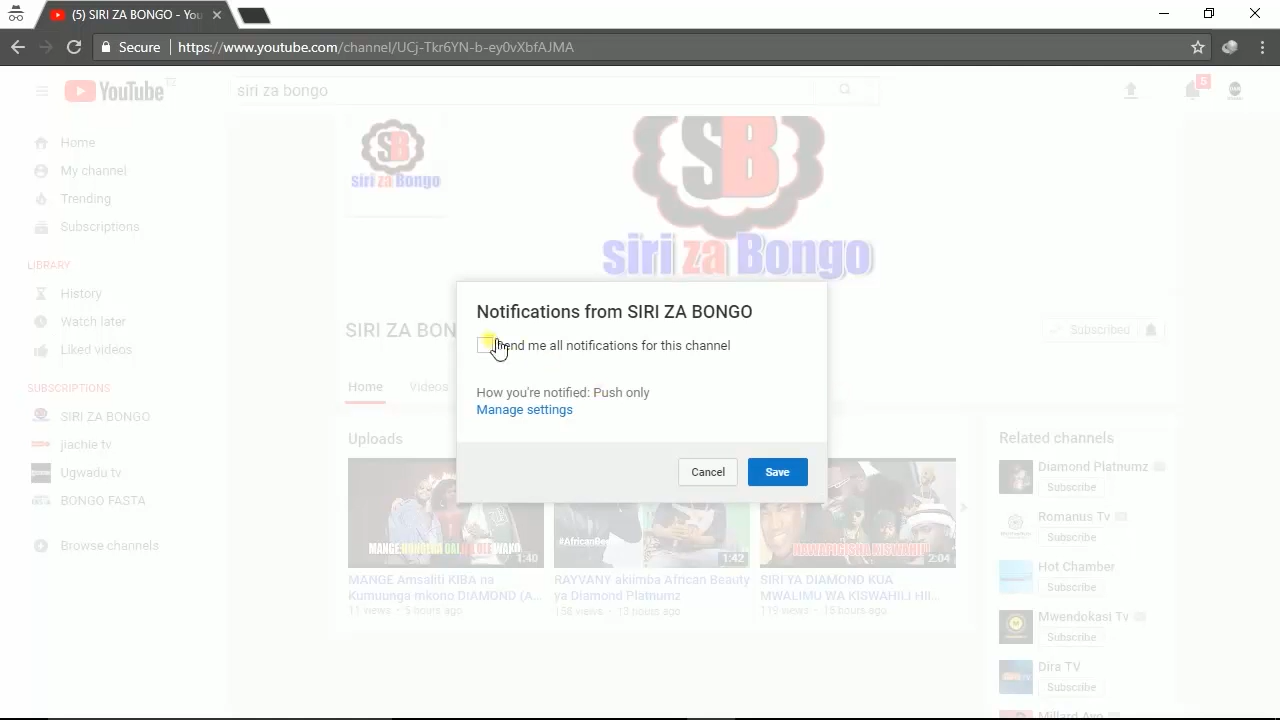 (5) SIRI ZA BONGO - You
Secure
https://www.youtube.com/channel/UCj-Tkr6YN-b-ey0vXbfAJMA
YouTube
siri za bongo
5
Home
My channel
Trending
Subscriptions
LIBRARY
History
Watch later
Liked videos
SUBSCRIPTIONS
SIRI ZA BONGO
jiachie tv
Ugwadu tv
BONGO FASTA
Browse channels
SB
siri za Bongo
SB
siri za Bongo
SIRI ZA BON
Subscribed
Home
Videos
Notifications from SIRI ZA BONGO
end me all notifications for this channel
How you're notified: Push only
Manage settings
Cancel
Save
Uploads
1:40
MANGE Amsaliti KIBA na
Kumuunga mkono DIAMOND (A...
11 views • 5 hours ago
#AfricanBea
1:42
RAYVANY akiimba African Beauty
ya Diamond Platnumz
158 views • 13 hours ago
2:04
SIRI YA DIAMOND KUA
MWALIMU WA KISWAHILI HII...
119 views • 15 hours ago
Related channels
Diamond Platnumz
Subscribe
Romanus Tv
Subscribe
Hot Chamber
Subscribe
Mwendokasi Tv
Subscribe
Dira TV
Subscribe
Millard Ayo